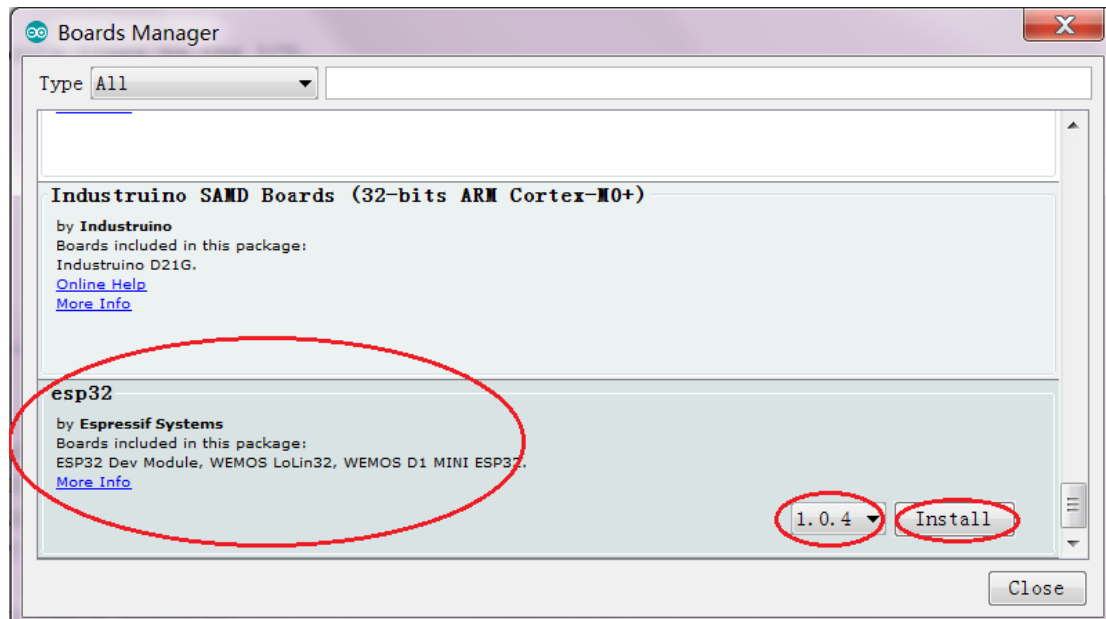 Boards Manager
Type All
Industruino SAMD Boards (32-bits ARM Cortex-M0+)
by Industruino
Boards included in this package:
Industruino D21G.
Online Help
More Info
esp32
by Espressif Systems
Boards included in this package:
ESP32 Dev Module, WEMOS LoLin32, WEMOS D1 MINI ESP32.
More Info
1.0.4 Install
Close